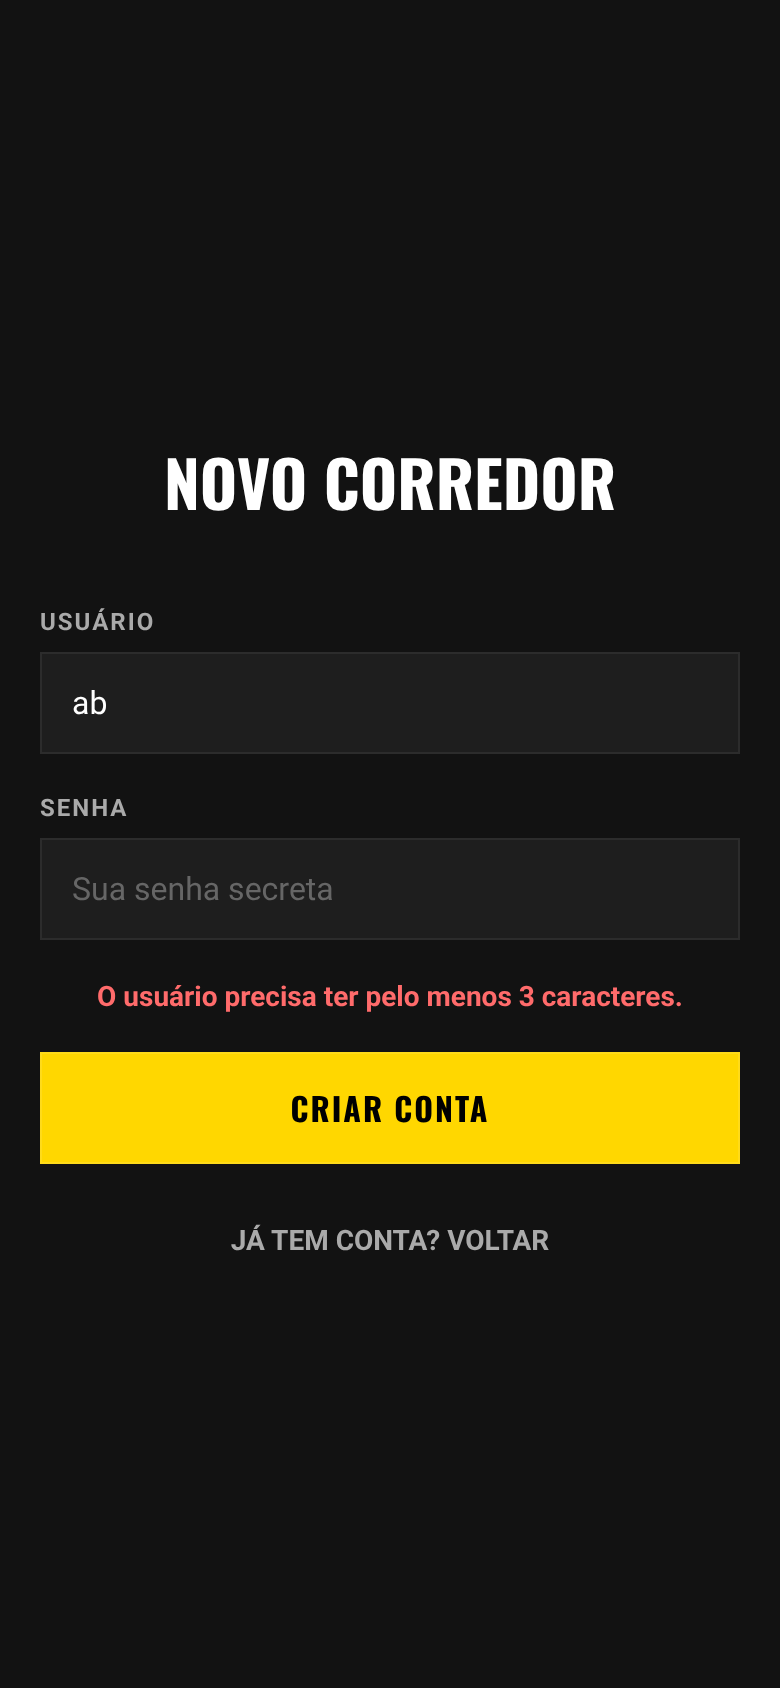 NOVO CORREDOR
USUÁRIO
ab
SENHA
Sua senha secreta
O usuário precisa ter pelo menos 3 caracteres.
CRIAR CONTA
JÁ TEM CONTA? VOLTAR